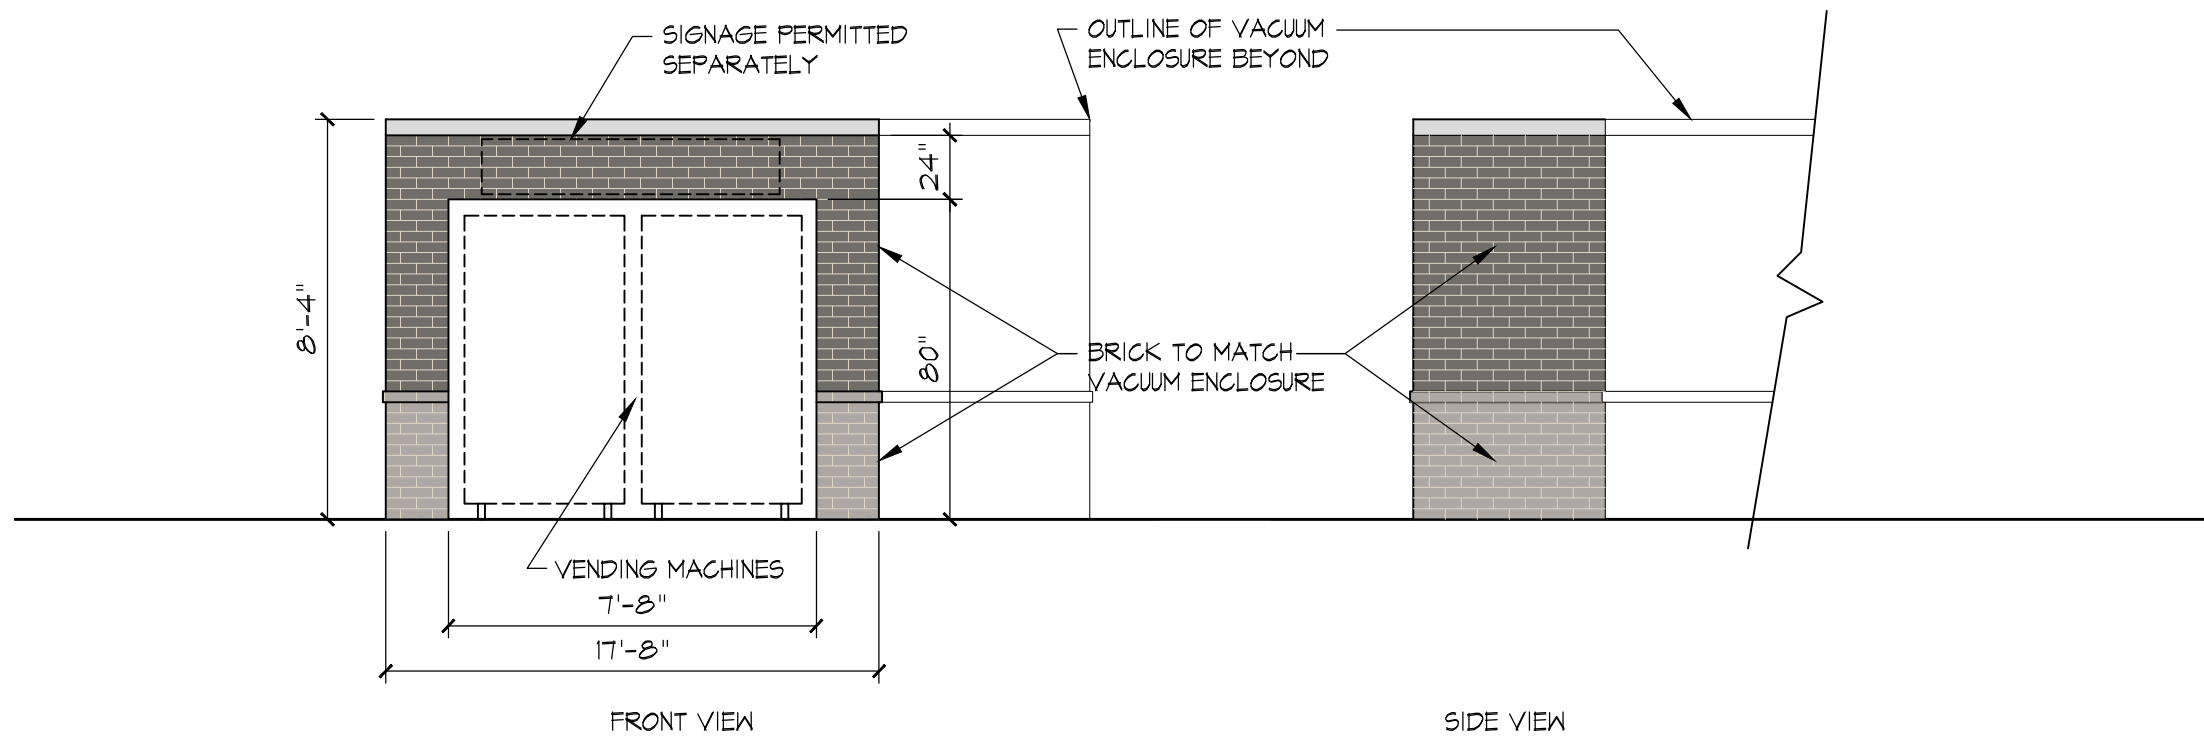 SIGNAGE PERMITTED
SEPARATELY
OUTLINE OF VACUUM
ENCLOSURE BEYOND
24"
8'-4"
80"
BRICK TO MATCH
VACUUM ENCLOSURE
VENDING MACHINES
7'-8"
17'-8"
FRONT VIEW
SIDE VIEW